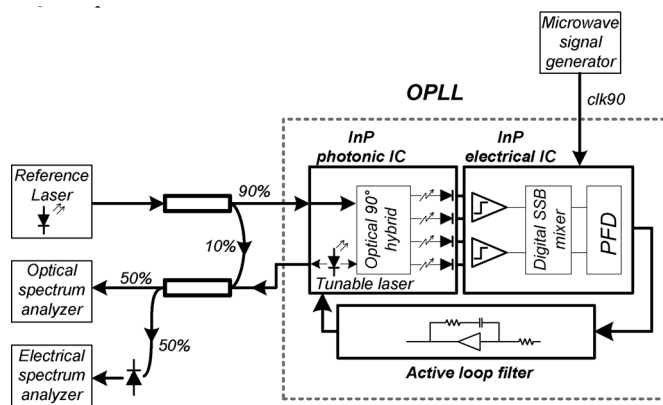 Microwave
signal
generator
clk90
OPLL
InP
photonic IC
InP
electrical IC
Reference
Laser
90%
10%
Optical 90°
hybrid
Tunable laser
Digital SSB
mixer
PFD
Optical
spectrum
analyzer
50%
50%
Electrical
spectrum
analyzer
Active loop filter